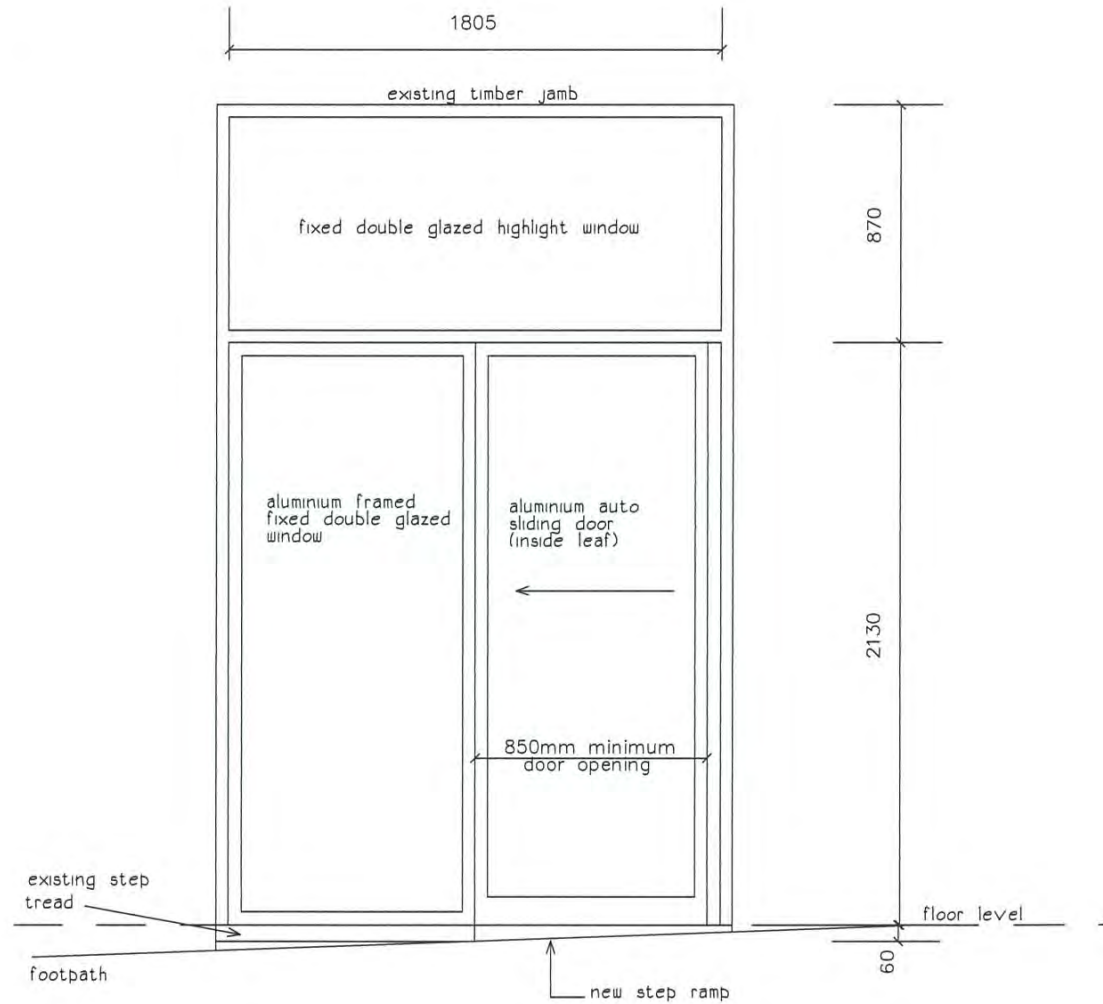 1805
existing timber jamb
fixed double glazed highlight window
870
aluminium framed
fixed double glazed
window
aluminium auto
sliding door
(inside leaf)
2130
850mm minimum
door opening
existing step
tread
floor level
footpath
60
new step ramp